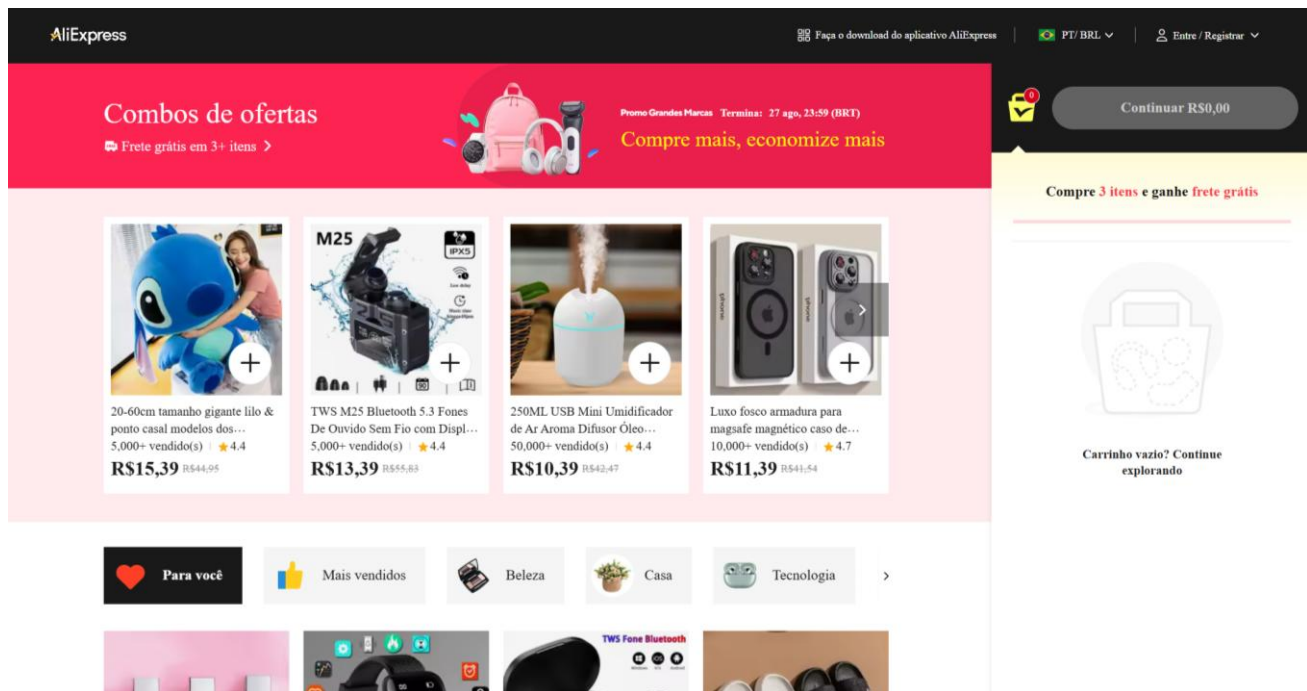 AliExpress
Faça o download do aplicativo AliExpress
PT/ BRL
Entre / Registrar
Combos de ofertas
Frete grátis em 3+ itens >
Promo Grandes Marcas Termina: 27 ago, 23:59 (BRT)
Compre mais, economize mais
0
Continuar R$0,00
Compre 3 itens e ganhe frete grátis
Carrinho vazio? Continue
explorando
20-60cm tamanho gigante lilo &
ponto casal modelos dos…
5,000+ vendido(s) 4.4
R$15,39 R$44,95
M25
IPX5
Low delay
TWS M25 Bluetooth 5.3 Fones
De Ouvido Sem Fio com Displ…
5,000+ vendido(s) 4.4
R$13,39 R$55,83
250ML USB Mini Umidificador
de Ar Aroma Difusor Óleo…
50,000+ vendido(s) 4.4
R$10,39 R$42,47
Luxo fosco armadura para
magsafe magnético caso de…
10,000+ vendido(s) 4.7
R$11,39 R$41,54
Para você
Mais vendidos
Beleza
Casa
Tecnologia
TWS Fone Bluetooth